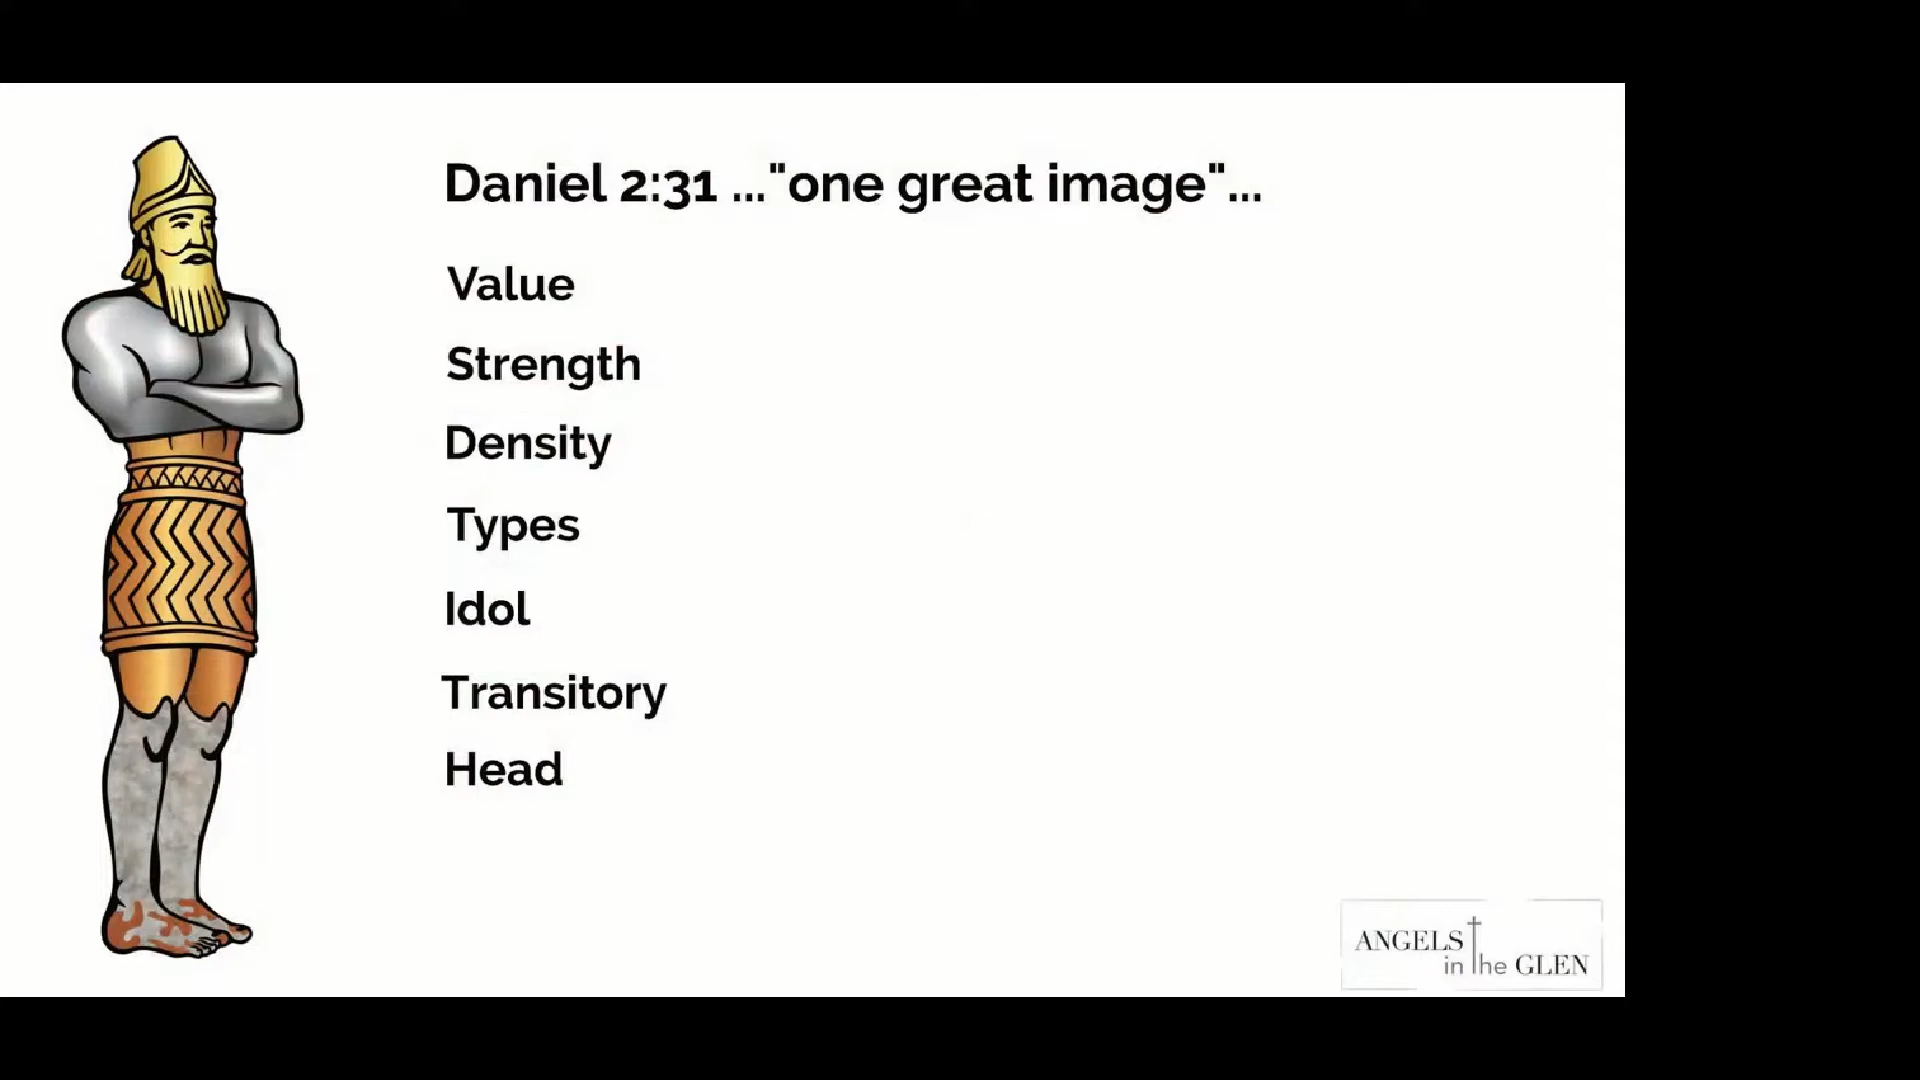 Daniel 2:31 ..."one great image"...
Value
Strength
Density
Types
Idol
Transitory
Head
ANGELS
in the GLEN